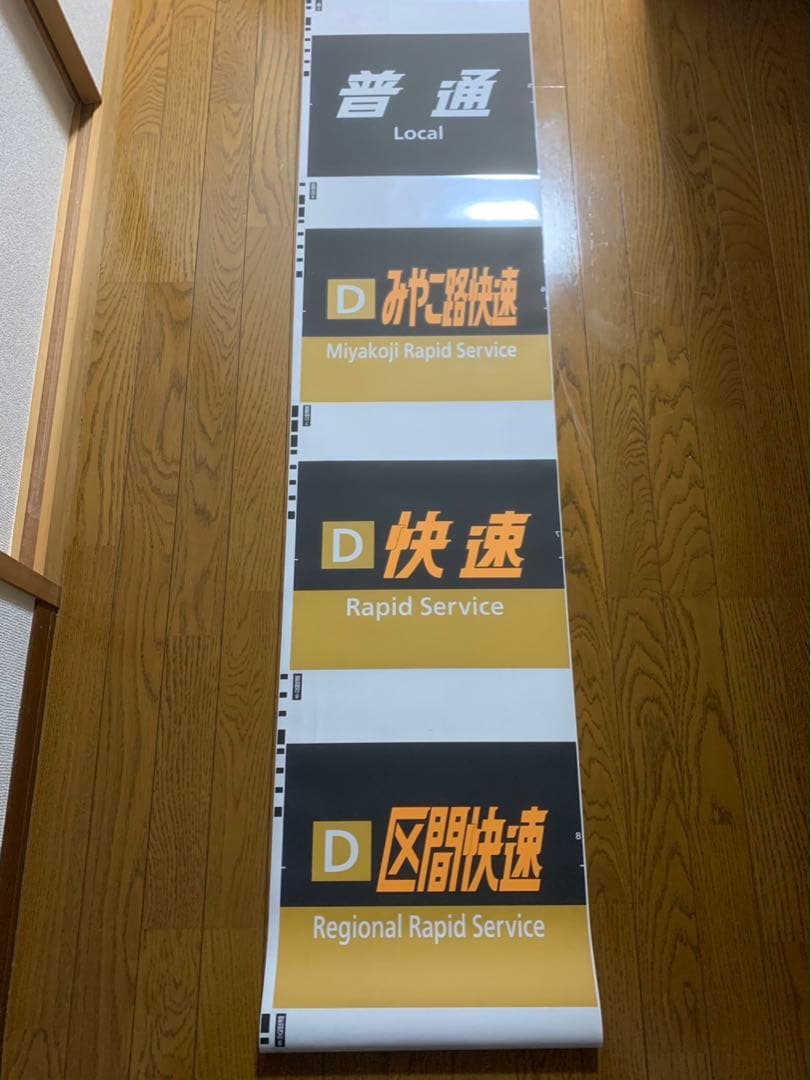 普通
Local
D みやこ路快速
Miyakoji Rapid Service
D 快速
Rapid Service
8
D 区間快速
Regional Rapid Service